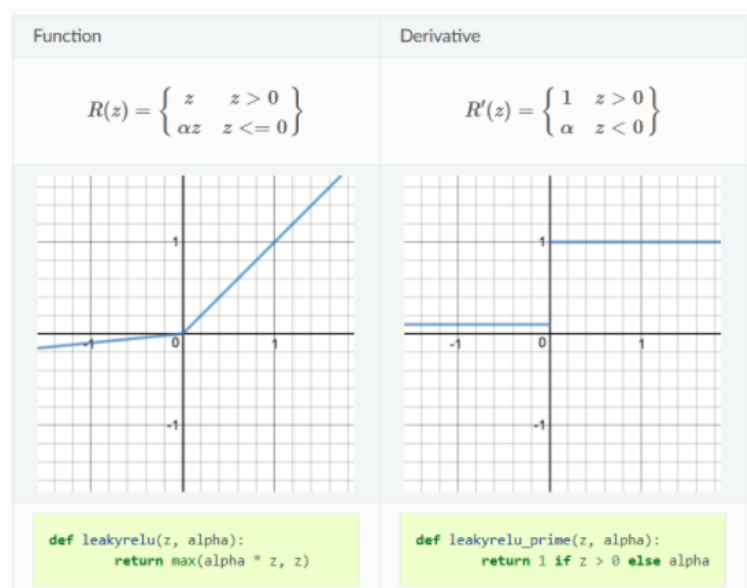 Function
Derivative
R(z) = { z z > 0
αz z <= 0 }
R′(z) = { 1 z > 0
α z < 0 }
1
-1
0
1
-1
1
-1
0
1
-1
def leakyrelu(z, alpha):
return max(alpha * z, z)
def leakyrelu_prime(z, alpha):
return 1 if z > 0 else alpha